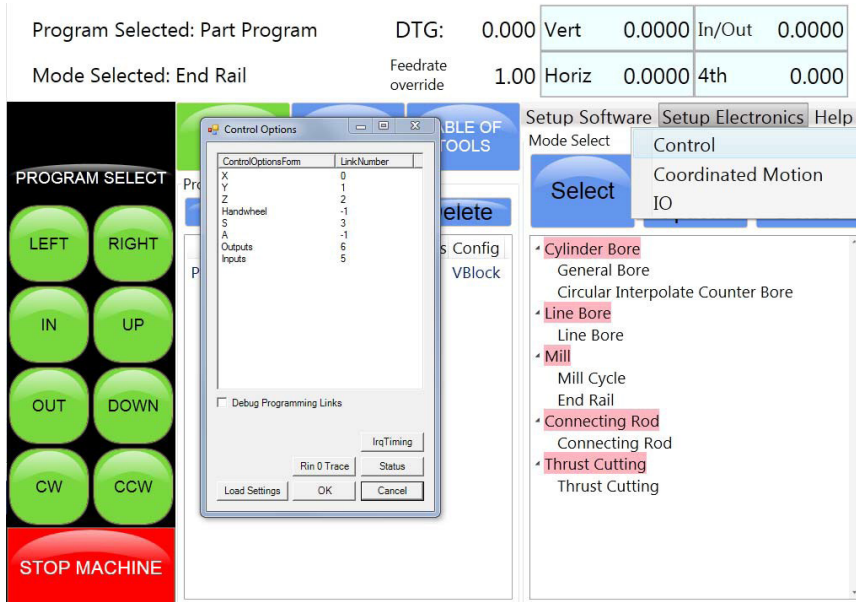 Program Selected: Part Program
DTG: 0.000
Vert 0.0000
In/Out 0.0000
Mode Selected: End Rail
Feedrate
override 1.00
Horiz 0.0000
4th 0.000
PROGRAM SELECT
LEFT
RIGHT
IN
UP
OUT
DOWN
CW
CCW
STOP MACHINE
OF
TOOLS
elete
Config
VBlock
Control Options
ControlOptionsForm LinkNumber
X 0
Y 1
Z 2
Handwheel -1
S 3
A -1
Outputs 6
Inputs 5
Debug Programming Links
IrqTiming
Rin 0 Trace
Status
Load Settings
OK
Cancel
Setup Software
Setup Electronics
Help
Mode Select
Control
Coordinated Motion
IO
Select
Cylinder Bore
General Bore
Circular Interpolate Counter Bore
Line Bore
Line Bore
Mill
Mill Cycle
End Rail
Connecting Rod
Connecting Rod
Thrust Cutting
Thrust Cutting